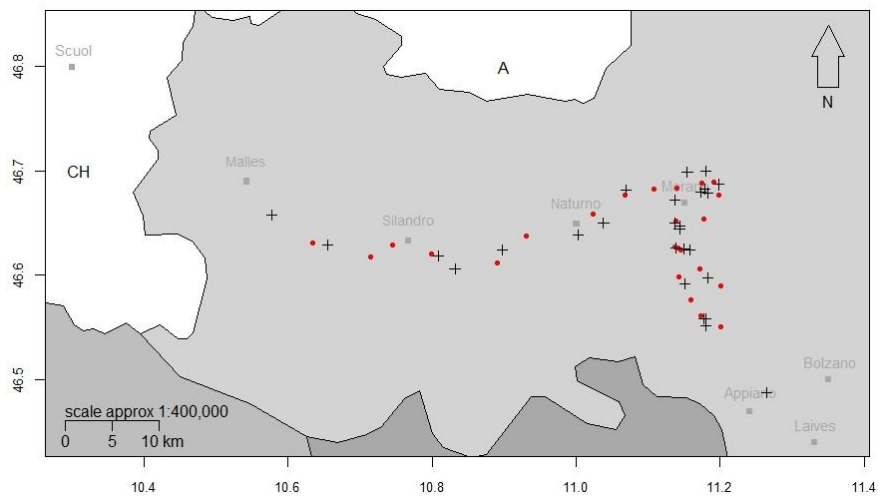 Scuol
A
N
46.8
46.7
46.6
46.5
CH
Malles
Naturno
Silandro
Bolzano
Appiano
Laives
scale approx 1:400,000
0 5 10 km
10.4 10.6 10.8 11.0 11.2 11.4